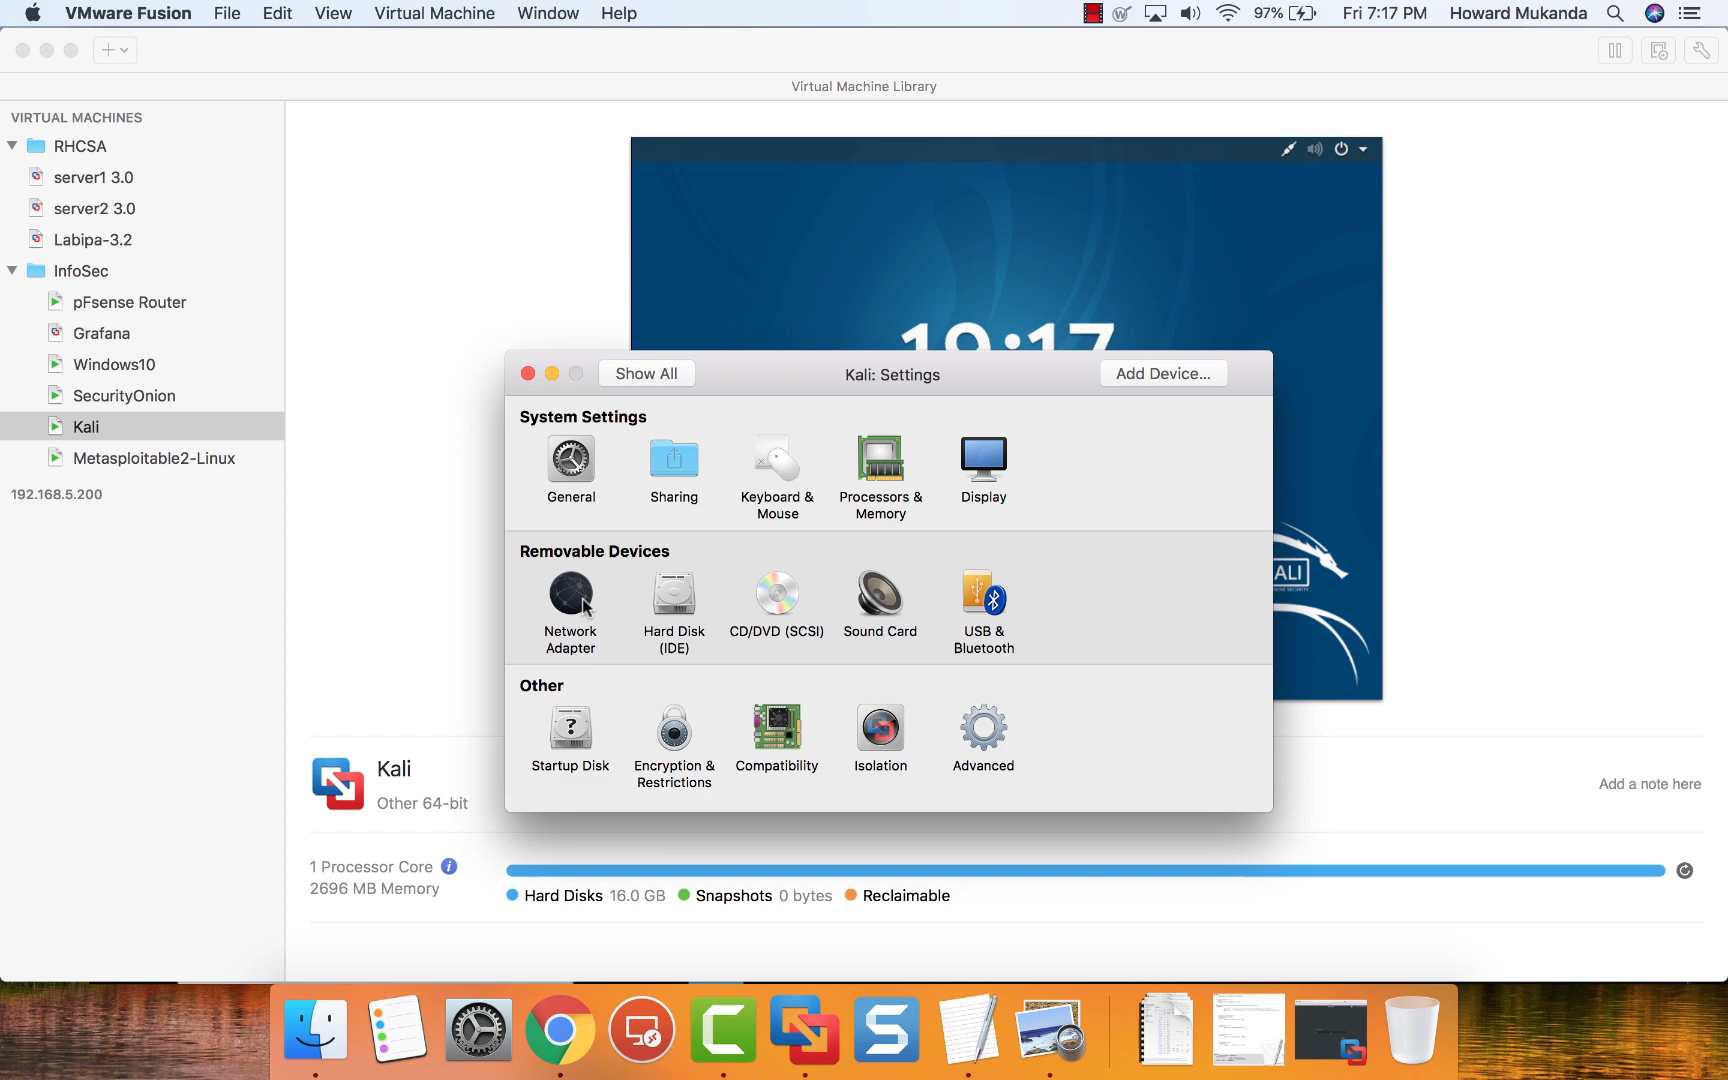 VMware Fusion File Edit View Virtual Machine Window Help 97% Fri 7:17 PM Howard Mukanda
Virtual Machine Library
VIRTUAL MACHINES
RHCSA
server1 3.0
server2 3.0
Labipa-3.2
InfoSec
pFsense Router
Grafana
Windows10
SecurityOnion
Kali
Metasploitable2-Linux
192.168.5.200
19:17
Show All
Kali: Settings
Add Device...
System Settings
General
Sharing
Keyboard &
Mouse
Processors &
Memory
Display
Removable Devices
Network
Adapter
Hard Disk
(IDE)
CD/DVD (SCSI)
Sound Card
USB &
Bluetooth
Other
Startup Disk
Encryption &
Restrictions
Compatibility
Isolation
Advanced
ALI
Kali
Other 64-bit
Add a note here
1 Processor Core
2696 MB Memory
Hard Disks 16.0 GB Snapshots 0 bytes Reclaimable